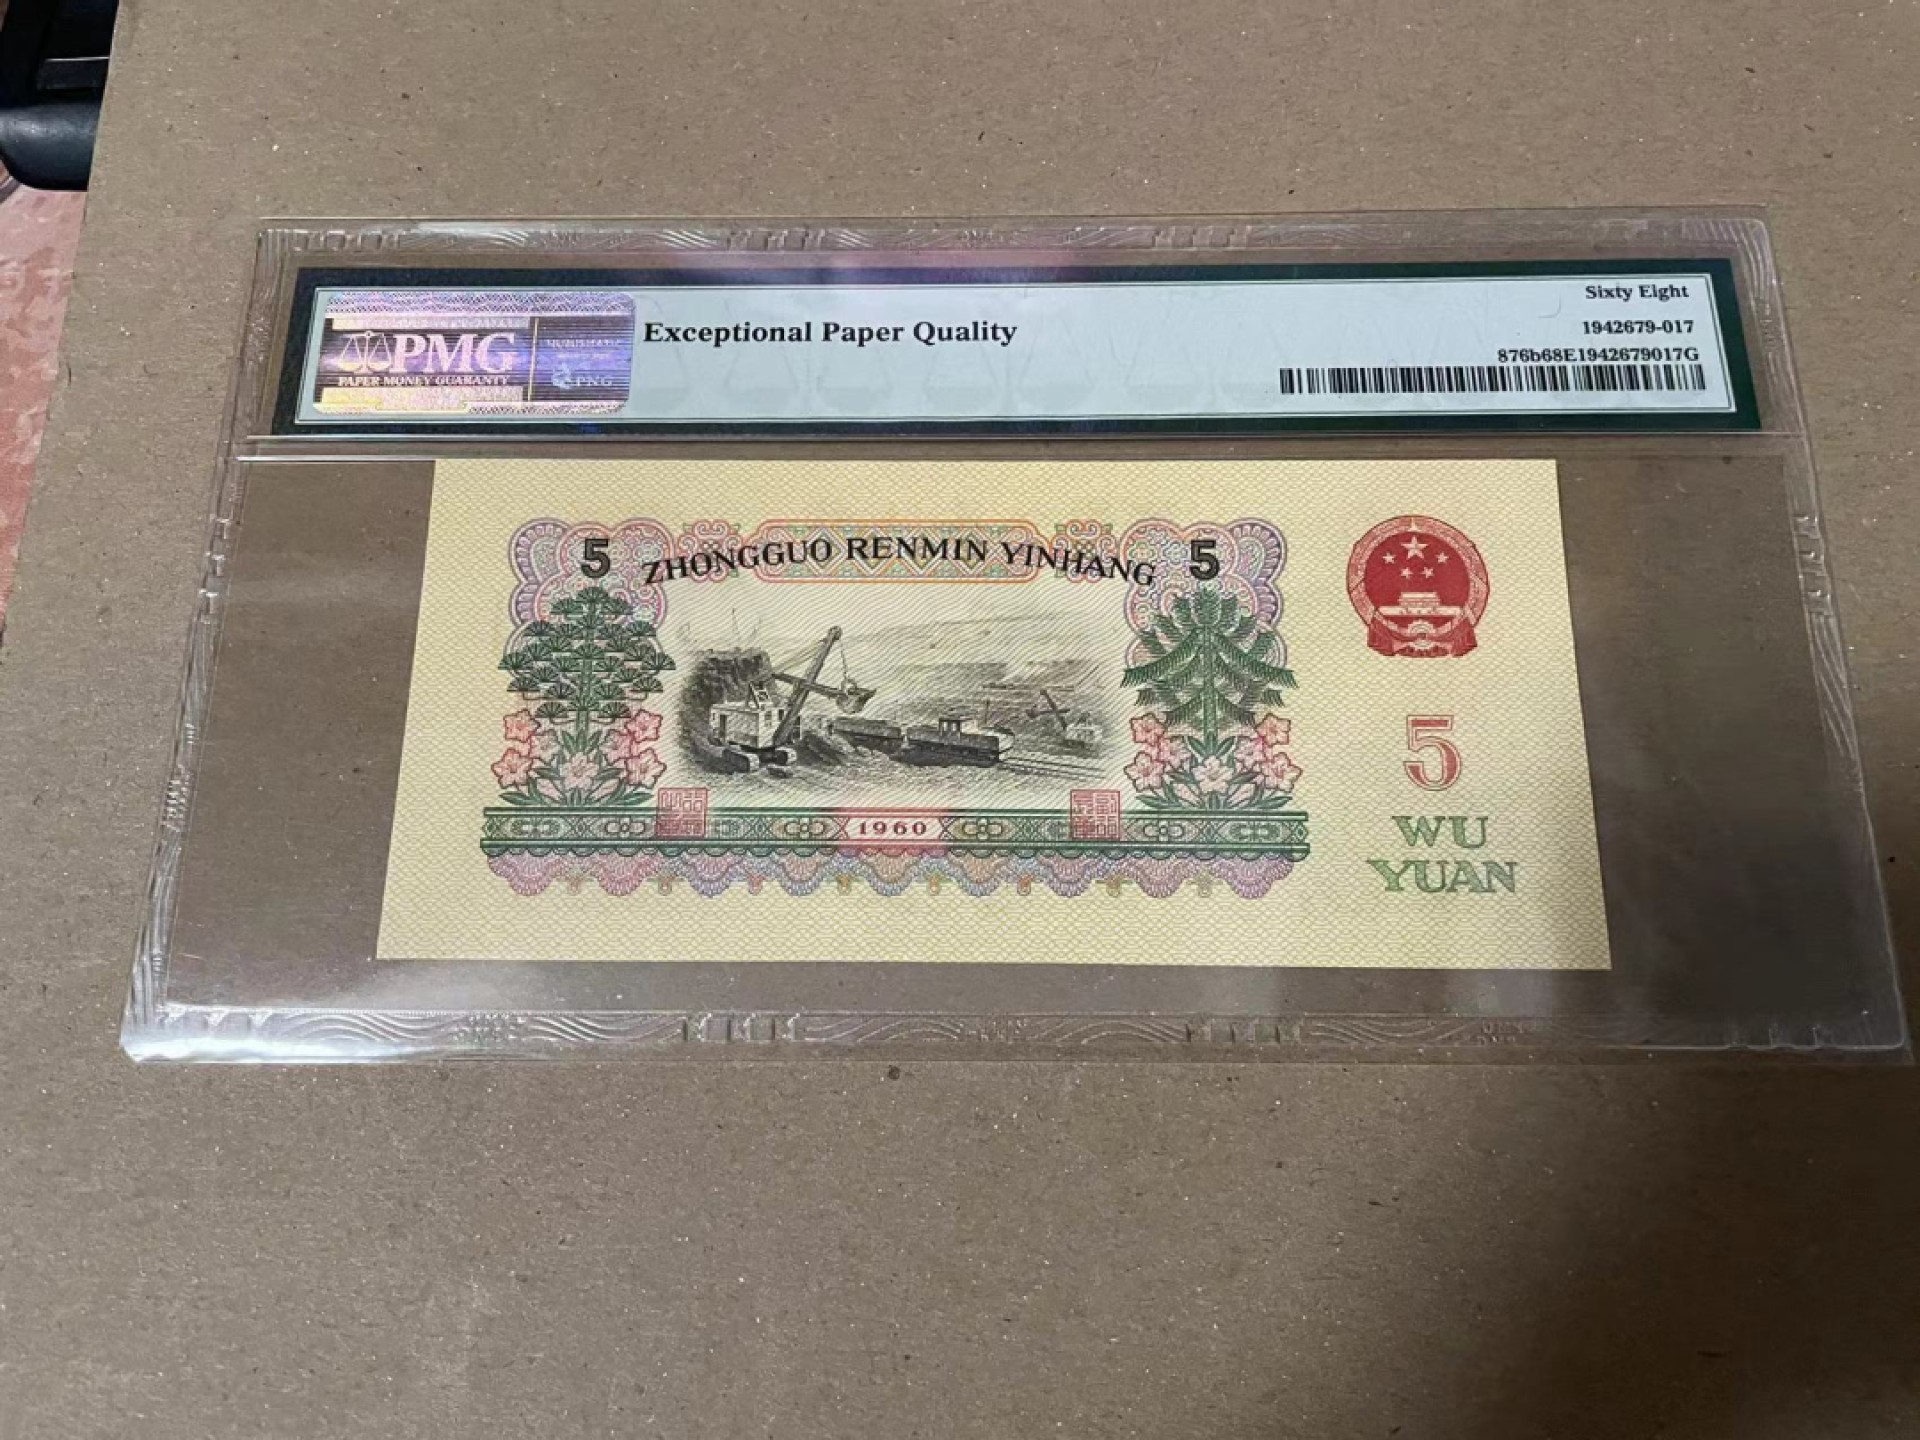 Sixty Eight
PMG
PAPER MONEY GUARANTY
PNG
Exceptional Paper Quality
1942679-017
876b68E1942679017G
5 ZHONGGUO RENMIN YINHANG 5
1960
5
WU
YUAN